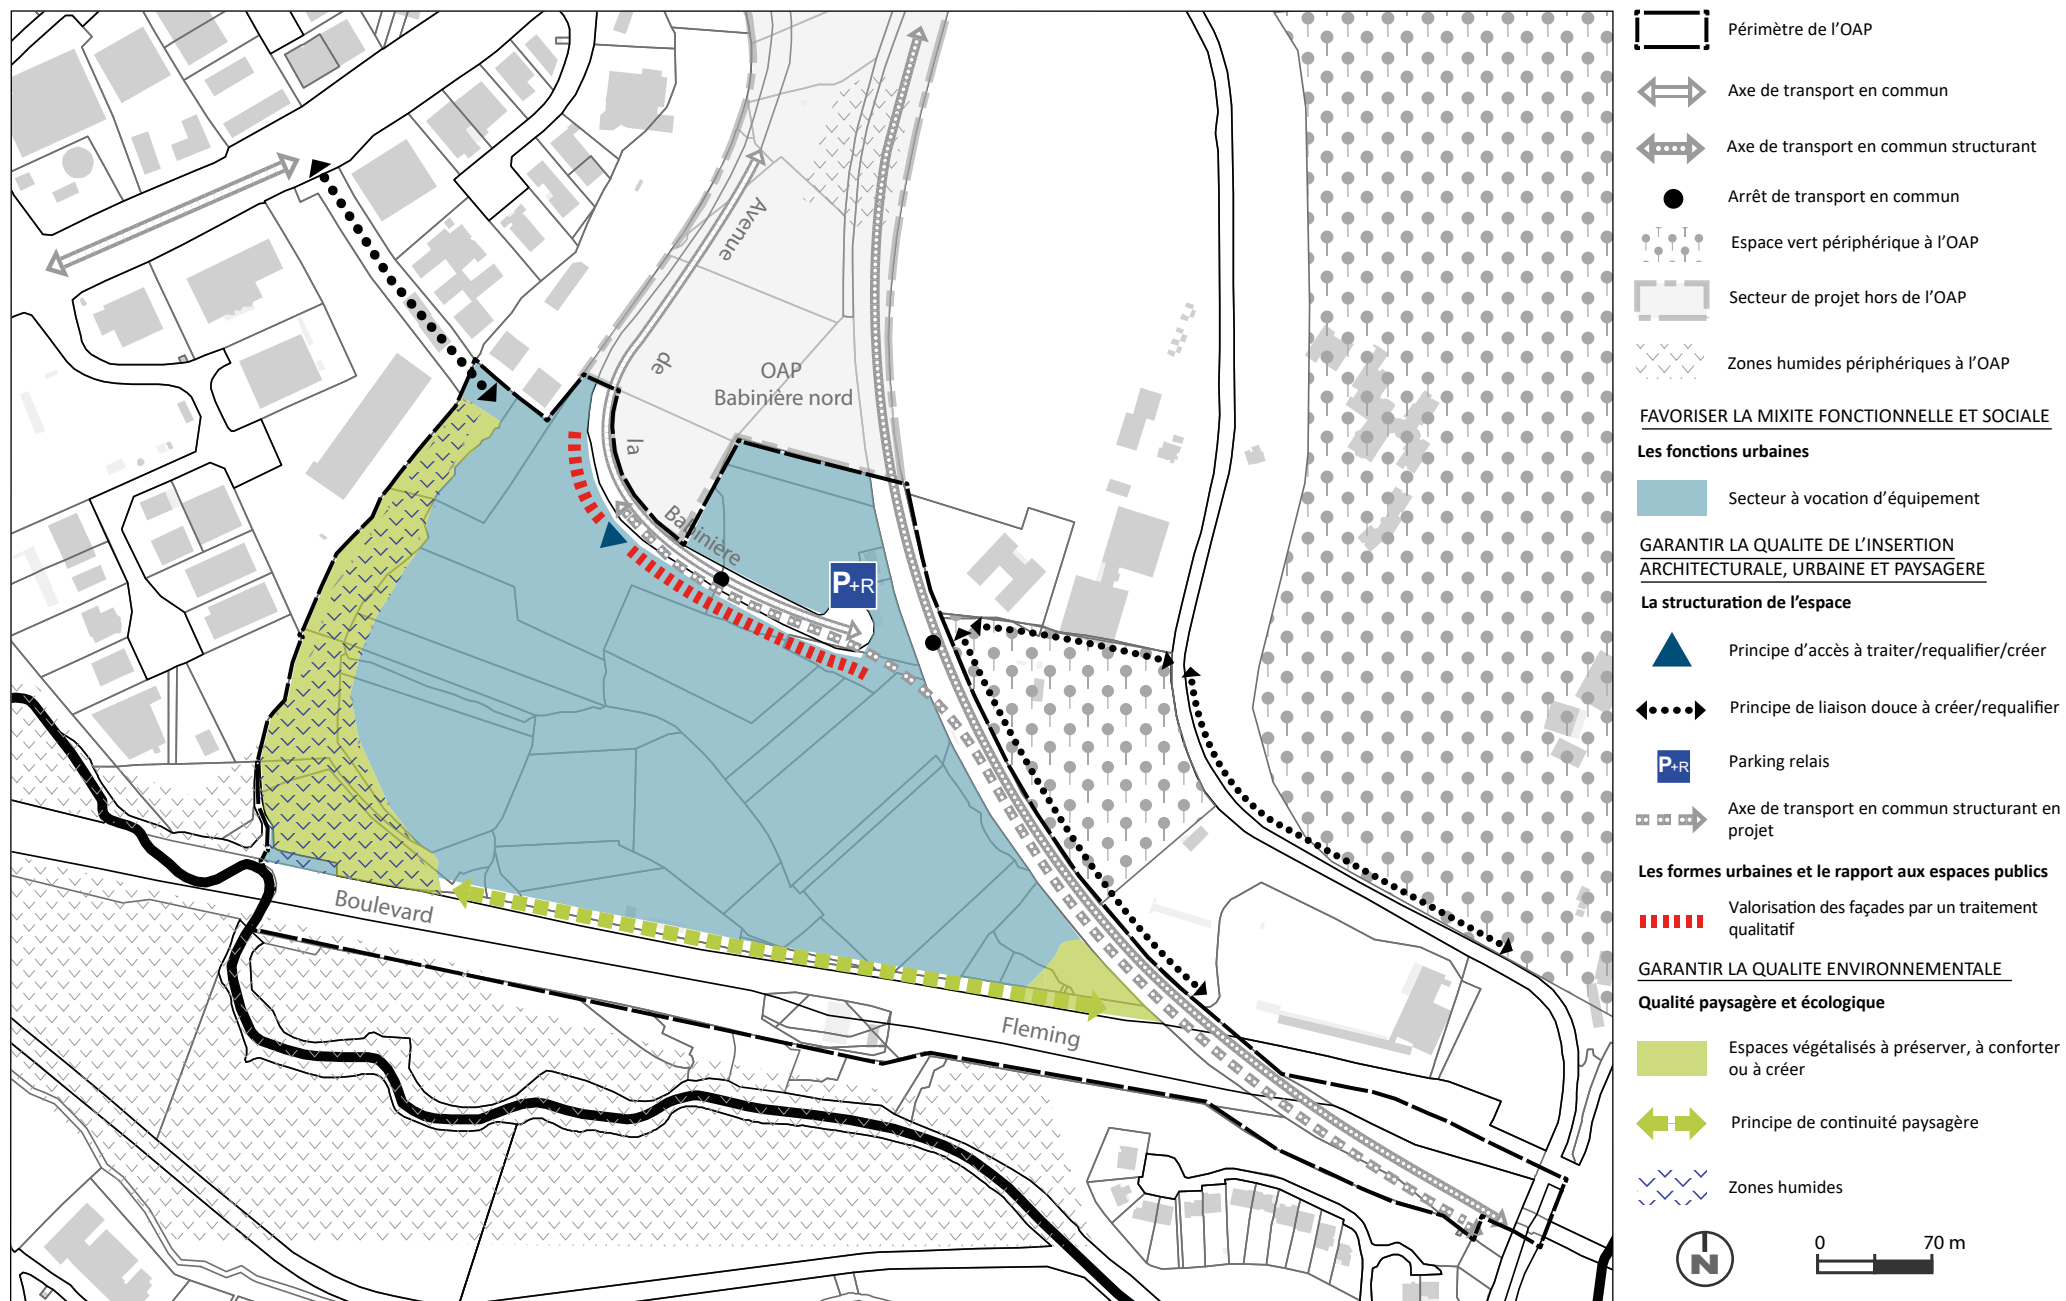 Avenue
de
la
Babinière
OAP
Babinière nord
P+R
Boulevard
Fleming
Périmètre de l'OAP
Axe de transport en commun
Axe de transport en commun structurant
Arrêt de transport en commun
Espace vert périphérique à l'OAP
Secteur de projet hors de l'OAP
Zones humides périphériques à l'OAP
FAVORISER LA MIXITE FONCTIONNELLE ET SOCIALE
Les fonctions urbaines
Secteur à vocation d'équipement
GARANTIR LA QUALITE DE L'INSERTION
ARCHITECTURALE, URBAINE ET PAYSAGERE
La structuration de l'espace
Principe d'accès à traiter/requalifier/créer
Principe de liaison douce à créer/requalifier
P+R
Parking relais
Axe de transport en commun structurant en
projet
Les formes urbaines et le rapport aux espaces publics
Valorisation des façades par un traitement
qualitatif
GARANTIR LA QUALITE ENVIRONNEMENTALE
Qualité paysagère et écologique
Espaces végétalisés à préserver, à conforter
ou à créer
Principe de continuité paysagère
Zones humides
N
0 70 m